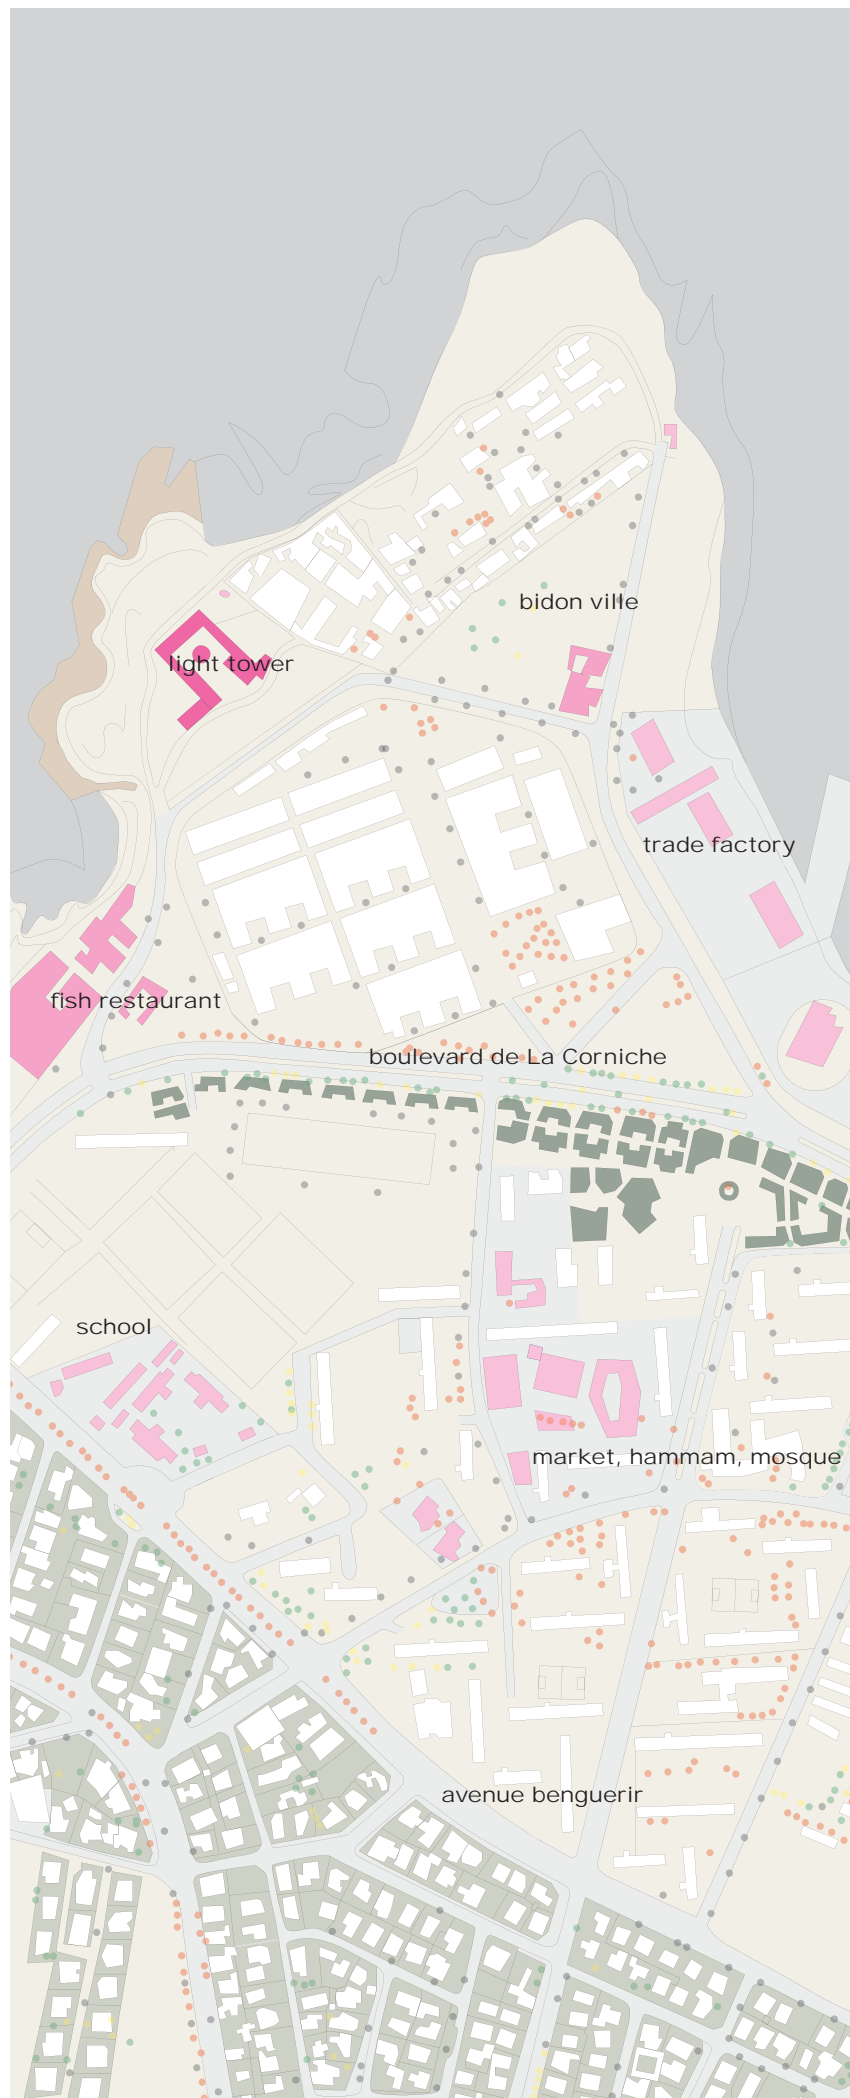 bidon ville
light tower
trade factory
fish restaurant
boulevard de La Corniche
school
market, hammam, mosque
avenue benguerir